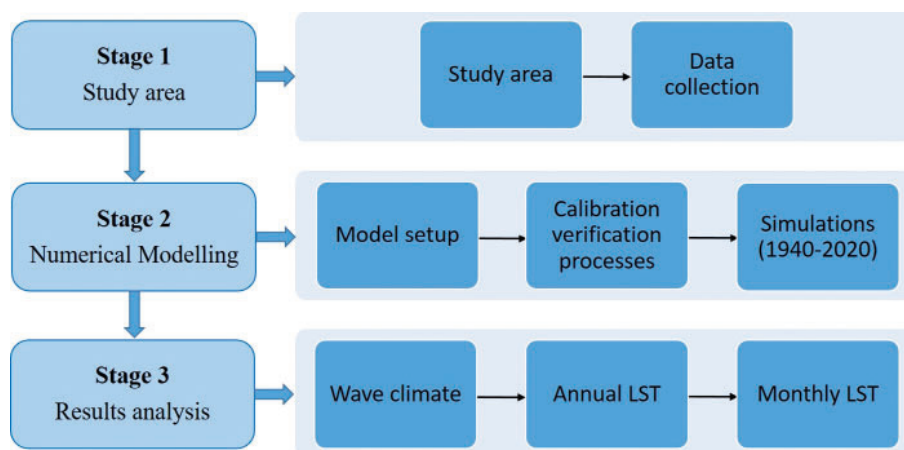 Stage 1
Study area
Study area
Data
collection
Stage 2
Numerical Modelling
Model setup
Calibration
verification
processes
Simulations
(1940-2020)
Stage 3
Results analysis
Wave climate
Annual LST
Monthly LST